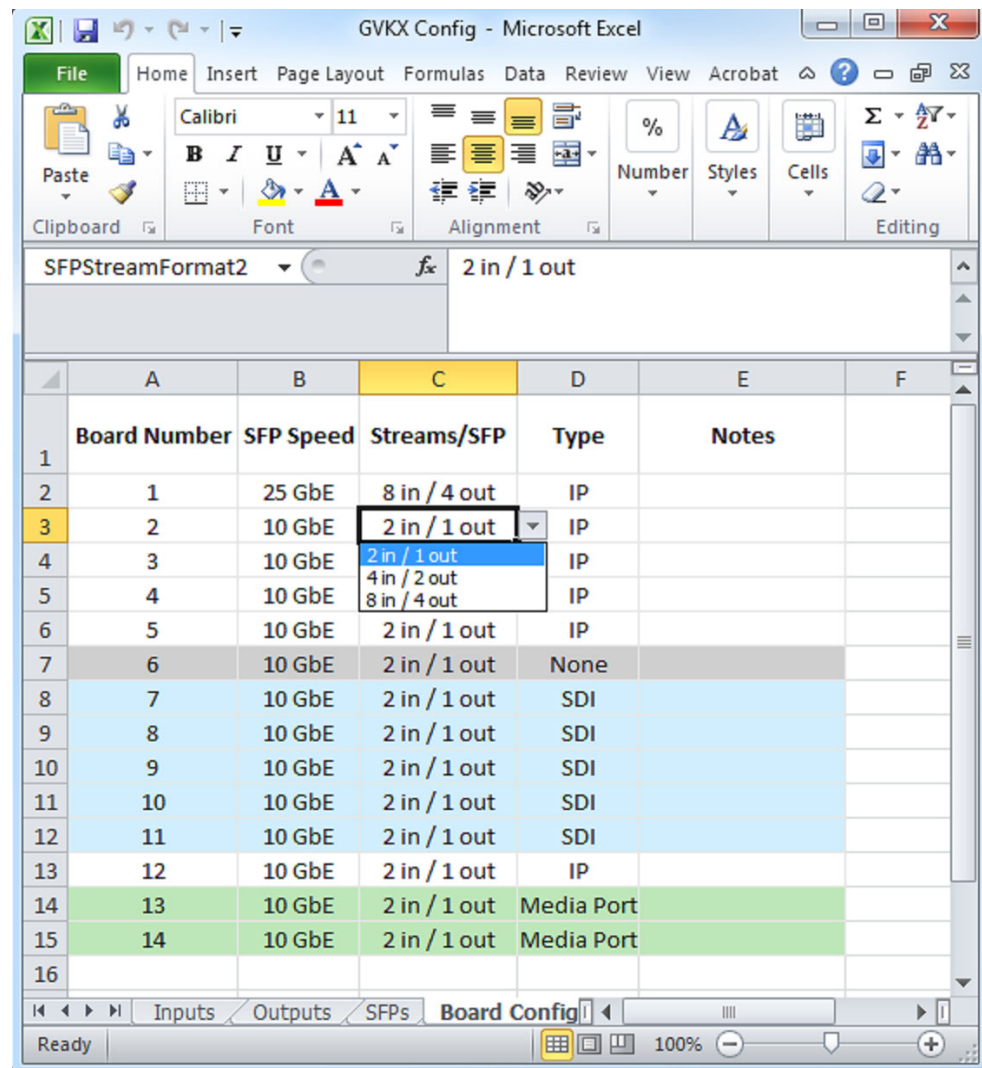 GVKX Config - Microsoft Excel
File Home Insert Page Layout Formulas Data Review View Acrobat
Paste
Calibri 11
B I U A A
A
%
Number
Styles
Cells
Σ
Clipboard Font Alignment Editing
SFPStreamFormat2 fx 2 in / 1 out
A B C D E F
1 Board Number SFP Speed Streams/SFP Type Notes
2 1 25 GbE 8 in / 4 out IP
3 2 10 GbE 2 in / 1 out IP
2 in / 1 out
4 in / 2 out
8 in / 4 out
4 3 10 GbE IP
5 4 10 GbE IP
6 5 10 GbE 2 in / 1 out IP
7 6 10 GbE 2 in / 1 out None
8 7 10 GbE 2 in / 1 out SDI
9 8 10 GbE 2 in / 1 out SDI
10 9 10 GbE 2 in / 1 out SDI
11 10 10 GbE 2 in / 1 out SDI
12 11 10 GbE 2 in / 1 out SDI
13 12 10 GbE 2 in / 1 out IP
14 13 10 GbE 2 in / 1 out Media Port
15 14 10 GbE 2 in / 1 out Media Port
16
Inputs Outputs SFPs Board Config
Ready 100%